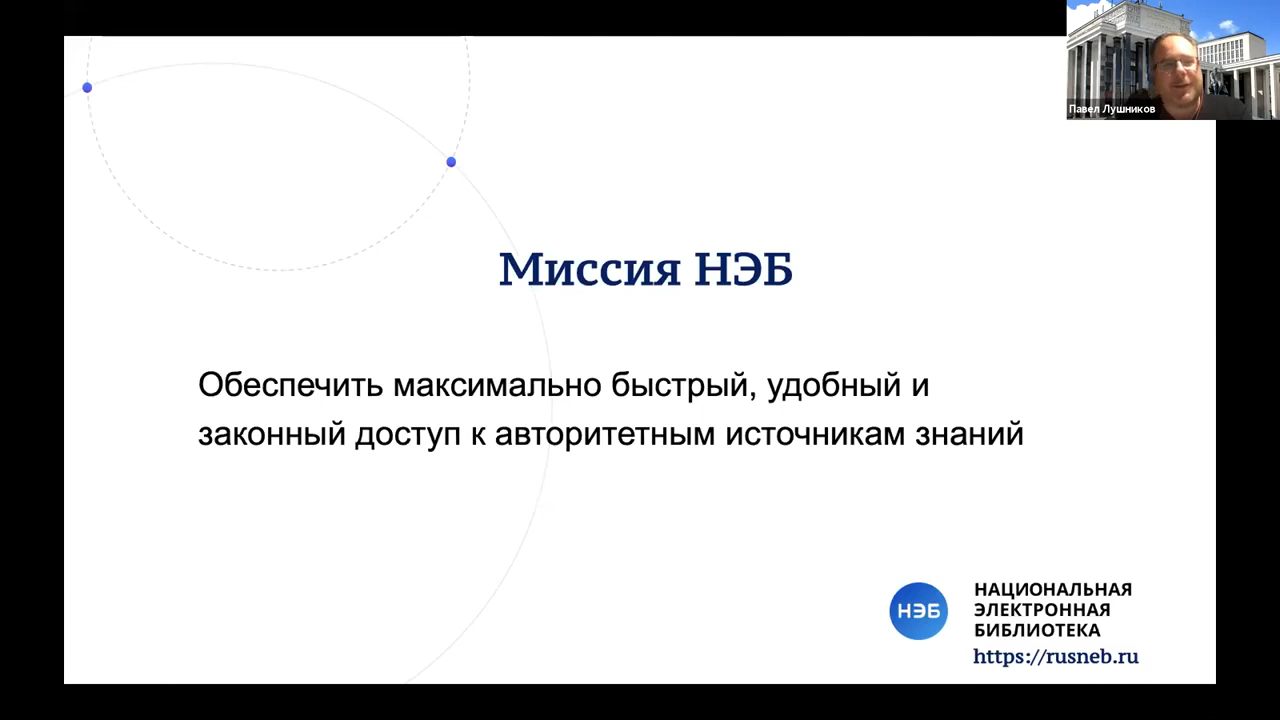 Павел Лушников
Миссия НЭБ
Обеспечить максимально быстрый, удобный и
законный доступ к авторитетным источникам знаний
НЭБ
НАЦИОНАЛЬНАЯ
ЭЛЕКТРОННАЯ
БИБЛИОТЕКА
https://rusneb.ru